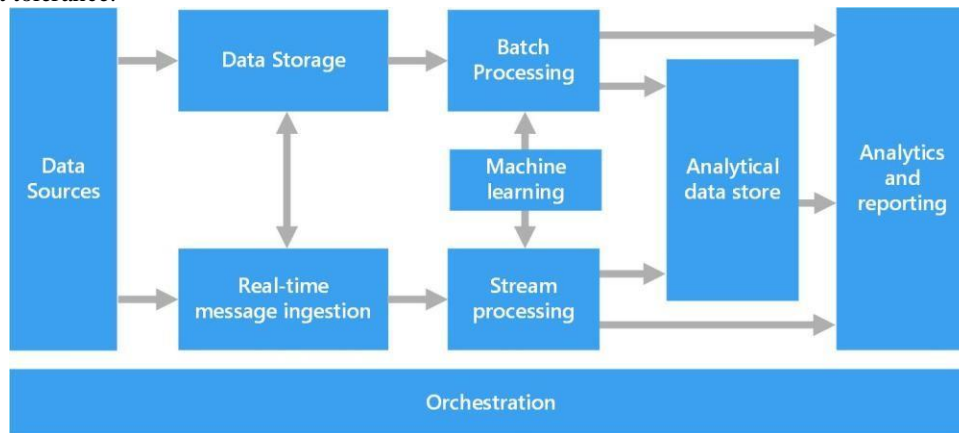 t tolerance.
Data Storage
Batch
Processing
Data
Sources
Machine
learning
Analytical
data store
Analytics
and
reporting
Real-time
message ingestion
Stream
processing
Orchestration